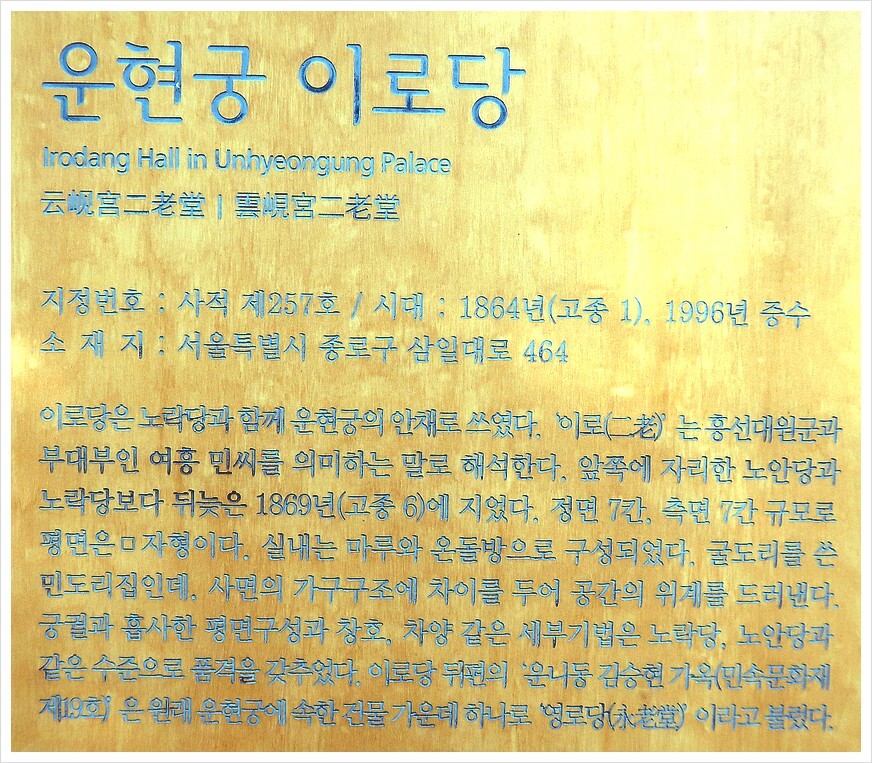 운현궁 이로당
Irodang Hall in Unhyeongung Palace
云岘宫二老堂 | 雲峴宮二老堂
지정번호 : 사적 제257호 / 시대 : 1864년(고종 1), 1996년 중수
소 재 지 : 서울특별시 종로구 삼일대로 464
이로당은 노락당과 함께 운현궁의 안채로 쓰였다. '이로(二老)' 는 흥선대원군과
부대부인 여흥 민씨를 의미하는 말로 해석한다. 앞쪽에 자리한 노안당과
노락당보다 뒤늦은 1869년(고종 6)에 지었다. 정면 7칸, 측면 7칸 규모로
평면은 ㅁ자형이다. 실내는 마루와 온돌방으로 구성되었다. 굴도리를 쓴
민도리집인데, 사면의 가구구조에 차이를 두어 공간의 위계를 드러낸다.
궁궐과 흡사한 평면구성과 창호, 차양 같은 세부기법은 노락당, 노안당과
같은 수준으로 품격을 갖추었다. 이로당 뒤편의 '운니동 김승현 가옥(민속문화재
제19호)' 은 원래 운현궁에 속한 건물 가운데 하나로 '영로당(永老堂)' 이라고 불렀다.